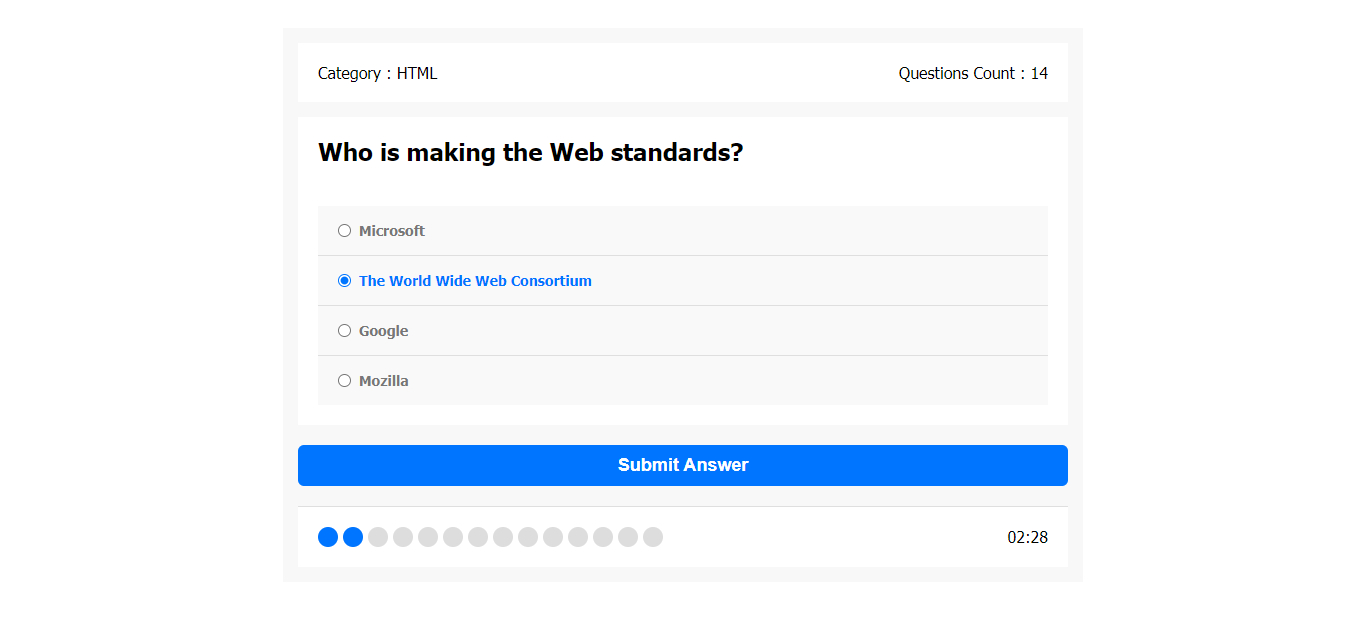 Category : HTML
Questions Count : 14
Who is making the Web standards?
Microsoft
The World Wide Web Consortium
Google
Mozilla
Submit Answer
02:28